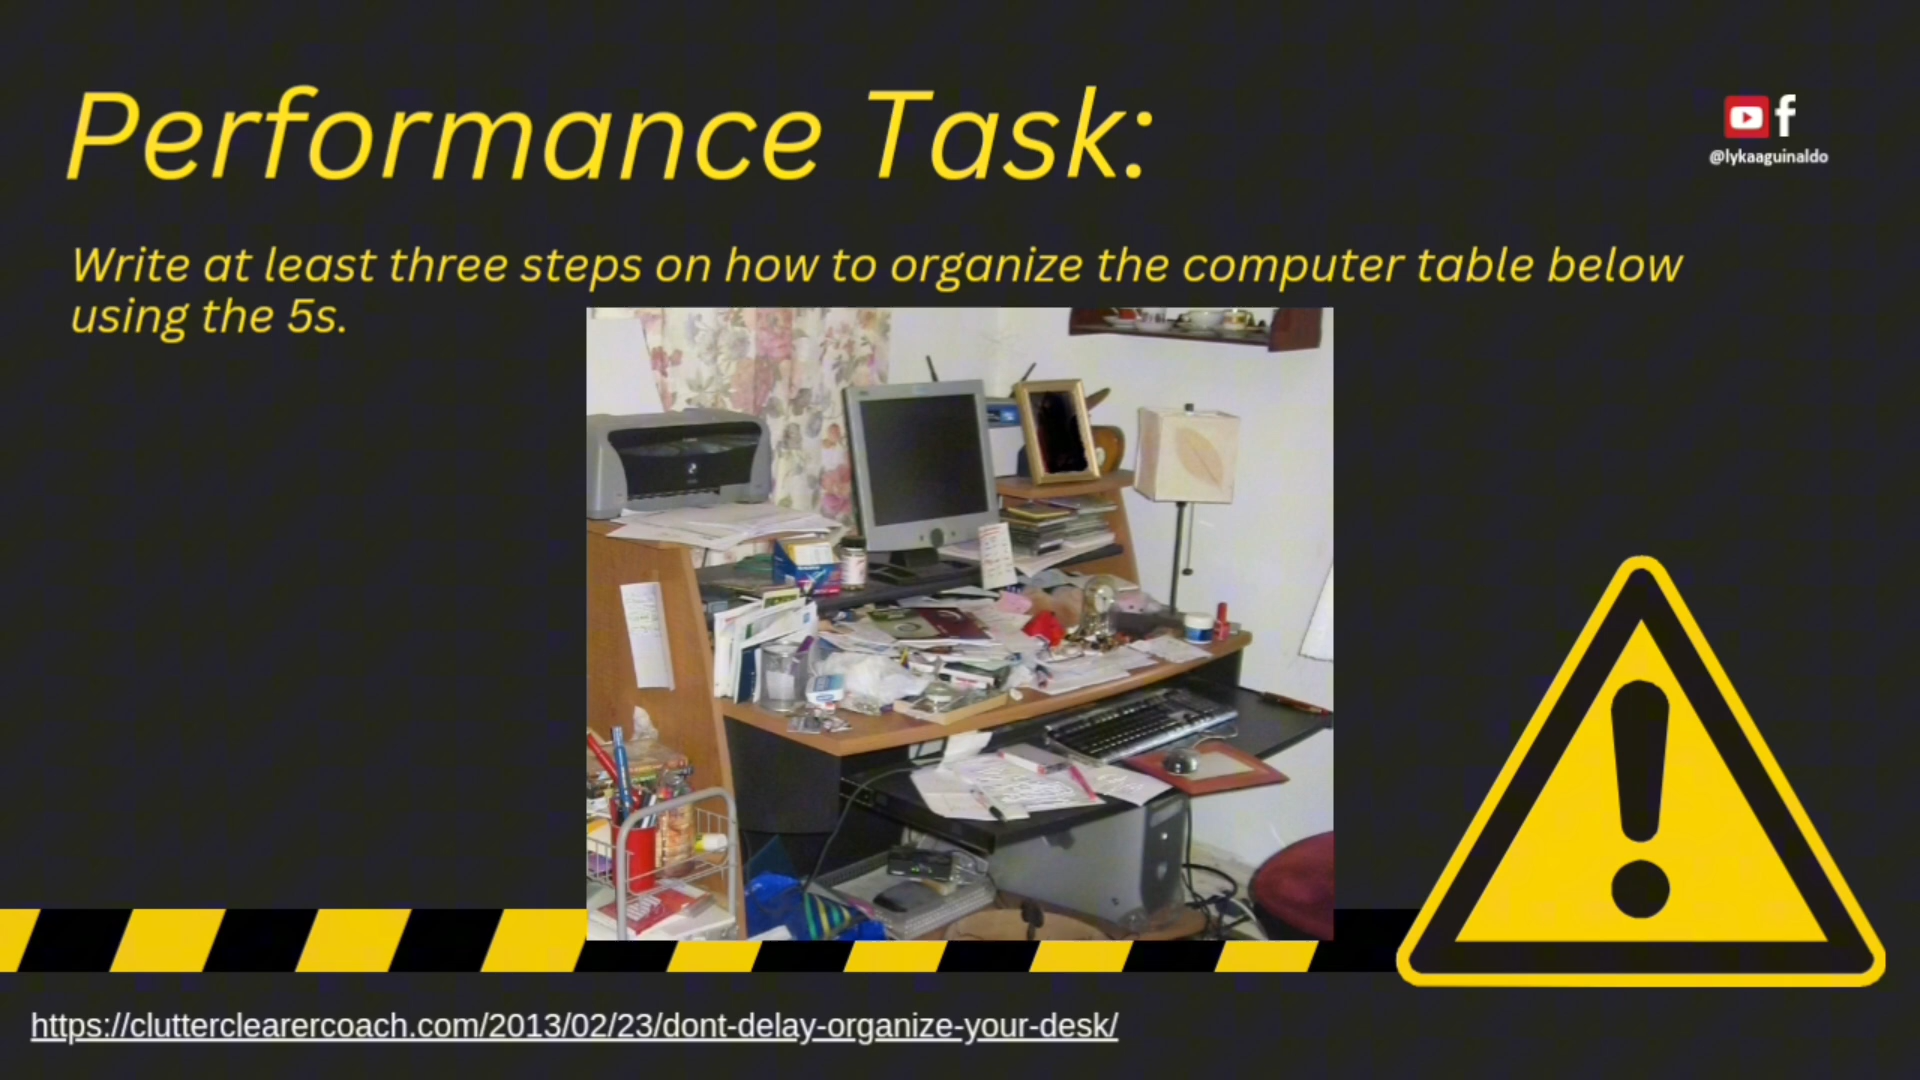 Performance Task:
@lykaaguinaldo
Write at least three steps on how to organize the computer table below
using the 5s.
https://clutterclearercoach.com/2013/02/23/dont-delay-organize-your-desk/